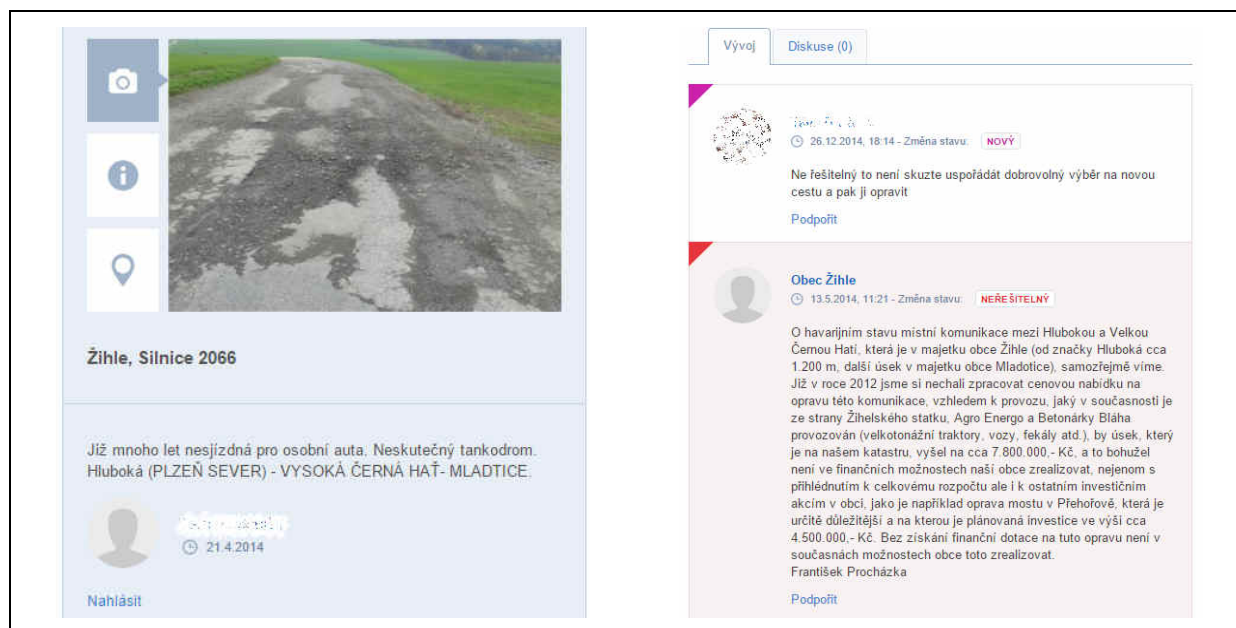 Žihle, Silnice 2066
Již mnoho let nesjízdná pro osobní auta. Neskutečný tankodrom.
Hluboká (PLZEŇ SEVER) - VYSOKÁ ČERNÁ HAŤ- MLADTICE.
21.4.2014
Nahlásit
Vývoj
Diskuse (0)
26.12.2014, 18:14 - Změna stavu: NOVÝ
Ne řešitelný to není skuzte uspořádát dobrovolný výběr na novou
cestu a pak ji opravit
Podpořit
Obec Žihle
13.5.2014, 11:21 - Změna stavu: NEŘEŠITELNÝ
O havarijním stavu místní komunikace mezi Hlubokou a Velkou
Černou Hatí, která je v majetku obce Žihle (od značky Hluboká cca
1.200 m, další úsek v majetku obce Mladotice), samozřejmě víme.
Již v roce 2012 jsme si nechali zpracovat cenovou nabídku na
opravu této komunikace, vzhledem k provozu, jaký v současnosti je
ze strany Žihelského statku, Agro Energo a Betonárky Bláha
provozován (velkotonážní traktory, vozy, fekály atd.), by úsek, který
je na našem katastru, vyšel na cca 7.800.000,- Kč, a to bohužel
není ve finančních možnostech naší obce zrealizovat, nejenom s
přihlédnutím k celkovému rozpočtu ale i k ostatním investičním
akcím v obci, jako je například oprava mostu v Přehořově, která je
určitě důležitější a na kterou je plánovaná investice ve výši cca
4.500.000,- Kč. Bez získání finanční dotace na tuto opravu není v
současnách možnostech obce toto zrealizovat.
František Procházka
Podpořit